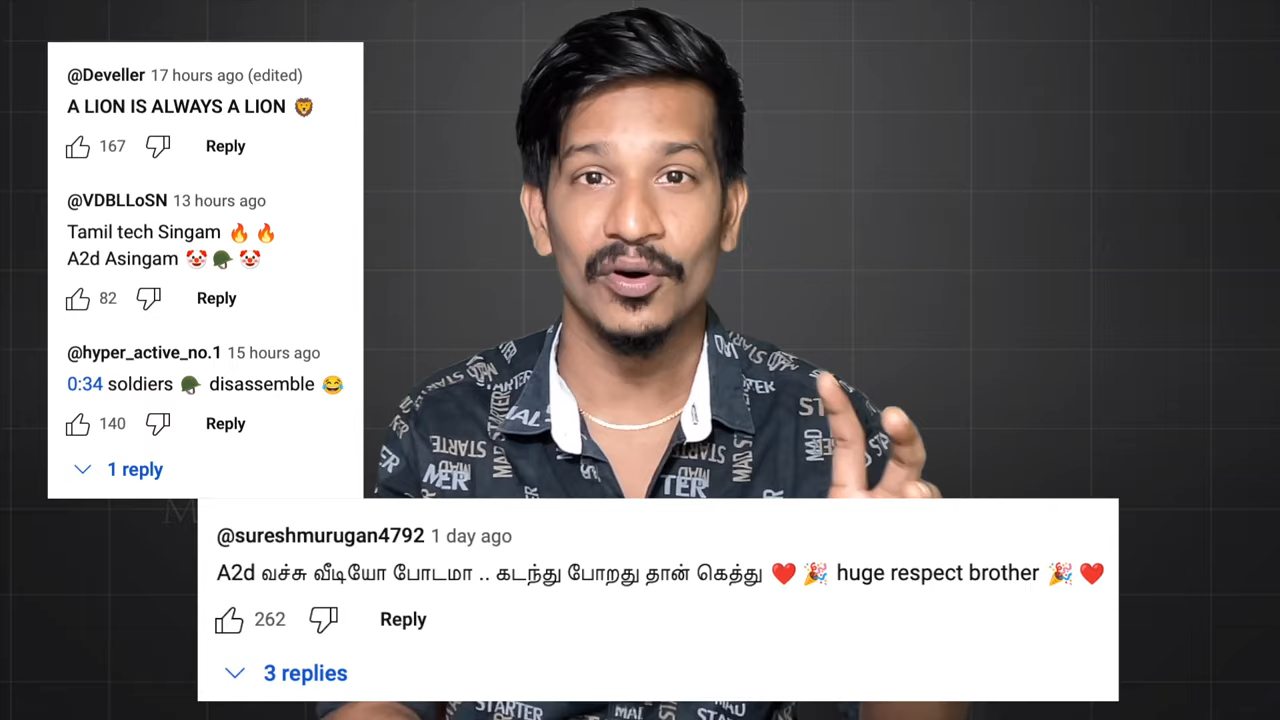 @Develler 17 hours ago (edited)
A LION IS ALWAYS A LION 🦁
167 Reply
@VDBLLoSN 13 hours ago
Tamil tech Singam 🔥 🔥
A2d Asingam 🤡 🪖 🤡
82 Reply
@hyper_active_no.1 15 hours ago
0:34 soldiers 🪖 disassemble 😂
140 Reply
1 reply
@sureshmurugan4792 1 day ago
A2d வச்சு வீடியோ போடமா .. கடந்து போறது தான் கெத்து ❤️ 🎉 huge respect brother 🎉 ❤️
262 Reply
3 replies
STARTER
MAD